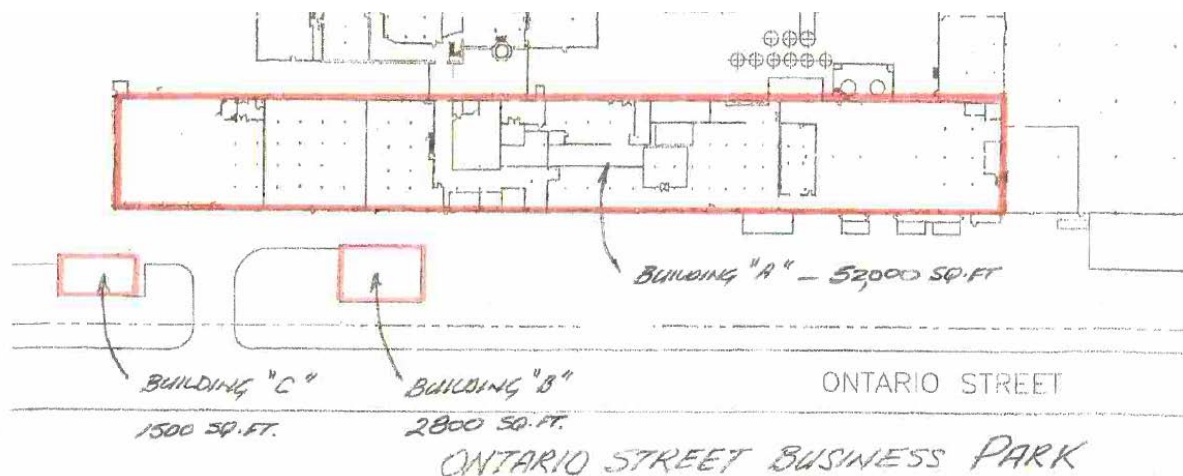 BUILDING "A" - 52,000 SQ.FT
BUILDING "C"
1500 SQ.FT.
BUILDING "B"
2800 SQ.FT.
ONTARIO STREET
ONTARIO STREET BUSINESS PARK